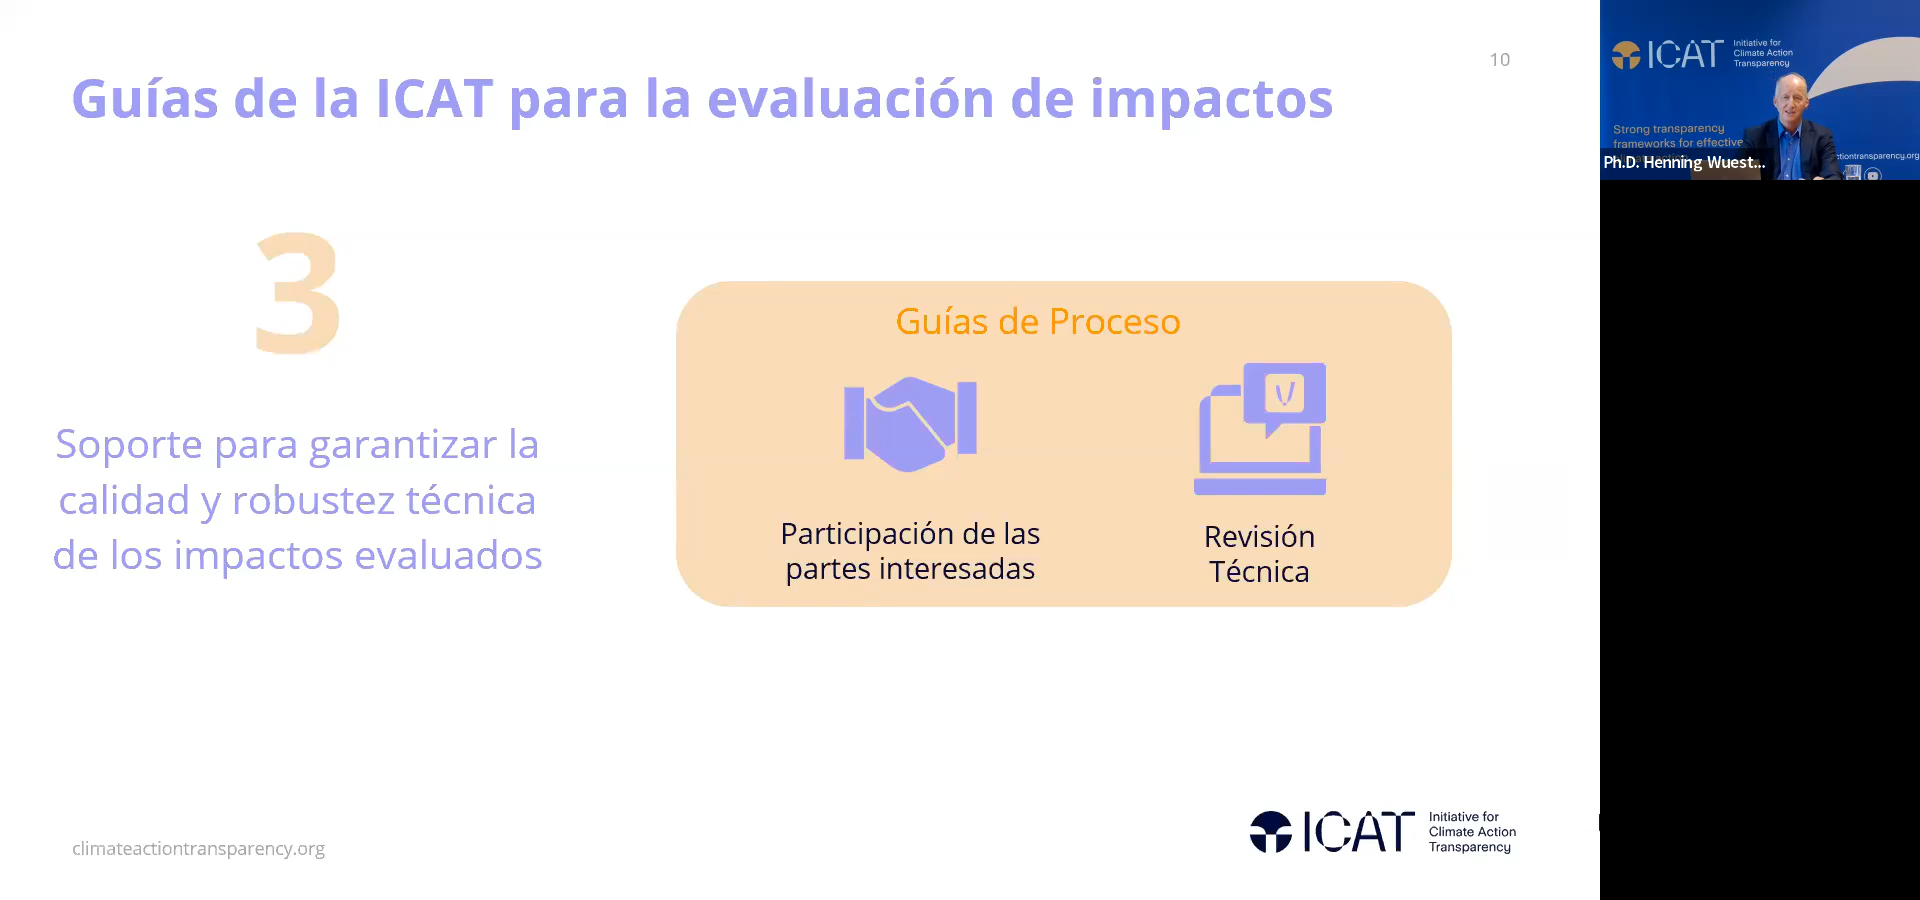 10
Guías de la ICAT para la evaluación de impactos
3
Soporte para garantizar la
calidad y robustez técnica
de los impactos evaluados
Guías de Proceso
Participación de las
partes interesadas
Revisión
Técnica
climateactiontransparency.org
ICAT
Initiative for
Climate Action
Transparency
ICAT
Initiative for
Climate Action
Transparency
Strong transparency
frameworks for effective
ctiontransparency.org
Ph.D. Henning Wuest...